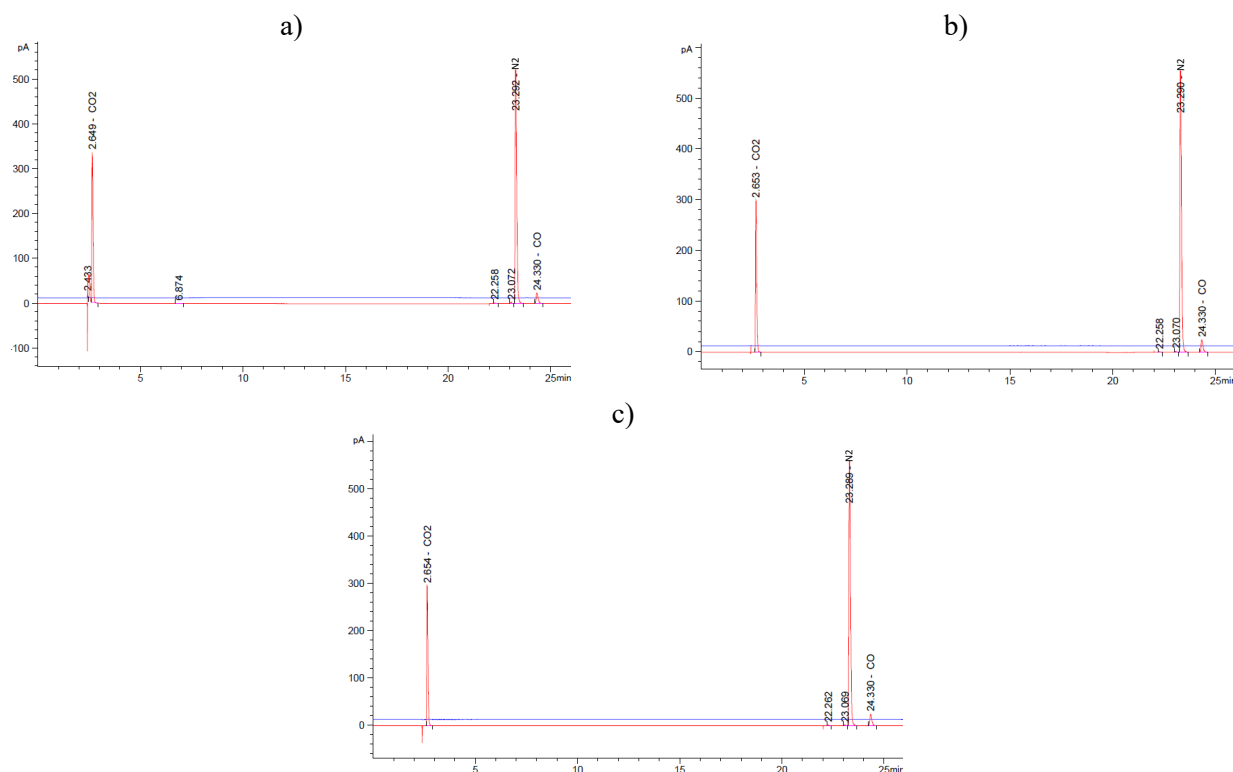 a)
pA
500
400
300
200
100
0
-100
2.433
2.649 - CO2
6.874
22.258
23.072
23.292
N2
24.330 - CO
5
10
15
20
25min
b)
pA
500
400
300
200
100
0
2.653 - CO2
22.258
23.070
23.290
N2
24.330 - CO
5
10
15
20
25min
c)
pA
500
400
300
200
100
0
2.654 - CO2
22.262
23.069
23.289
N2
24.330 - CO
5
10
15
20
25min